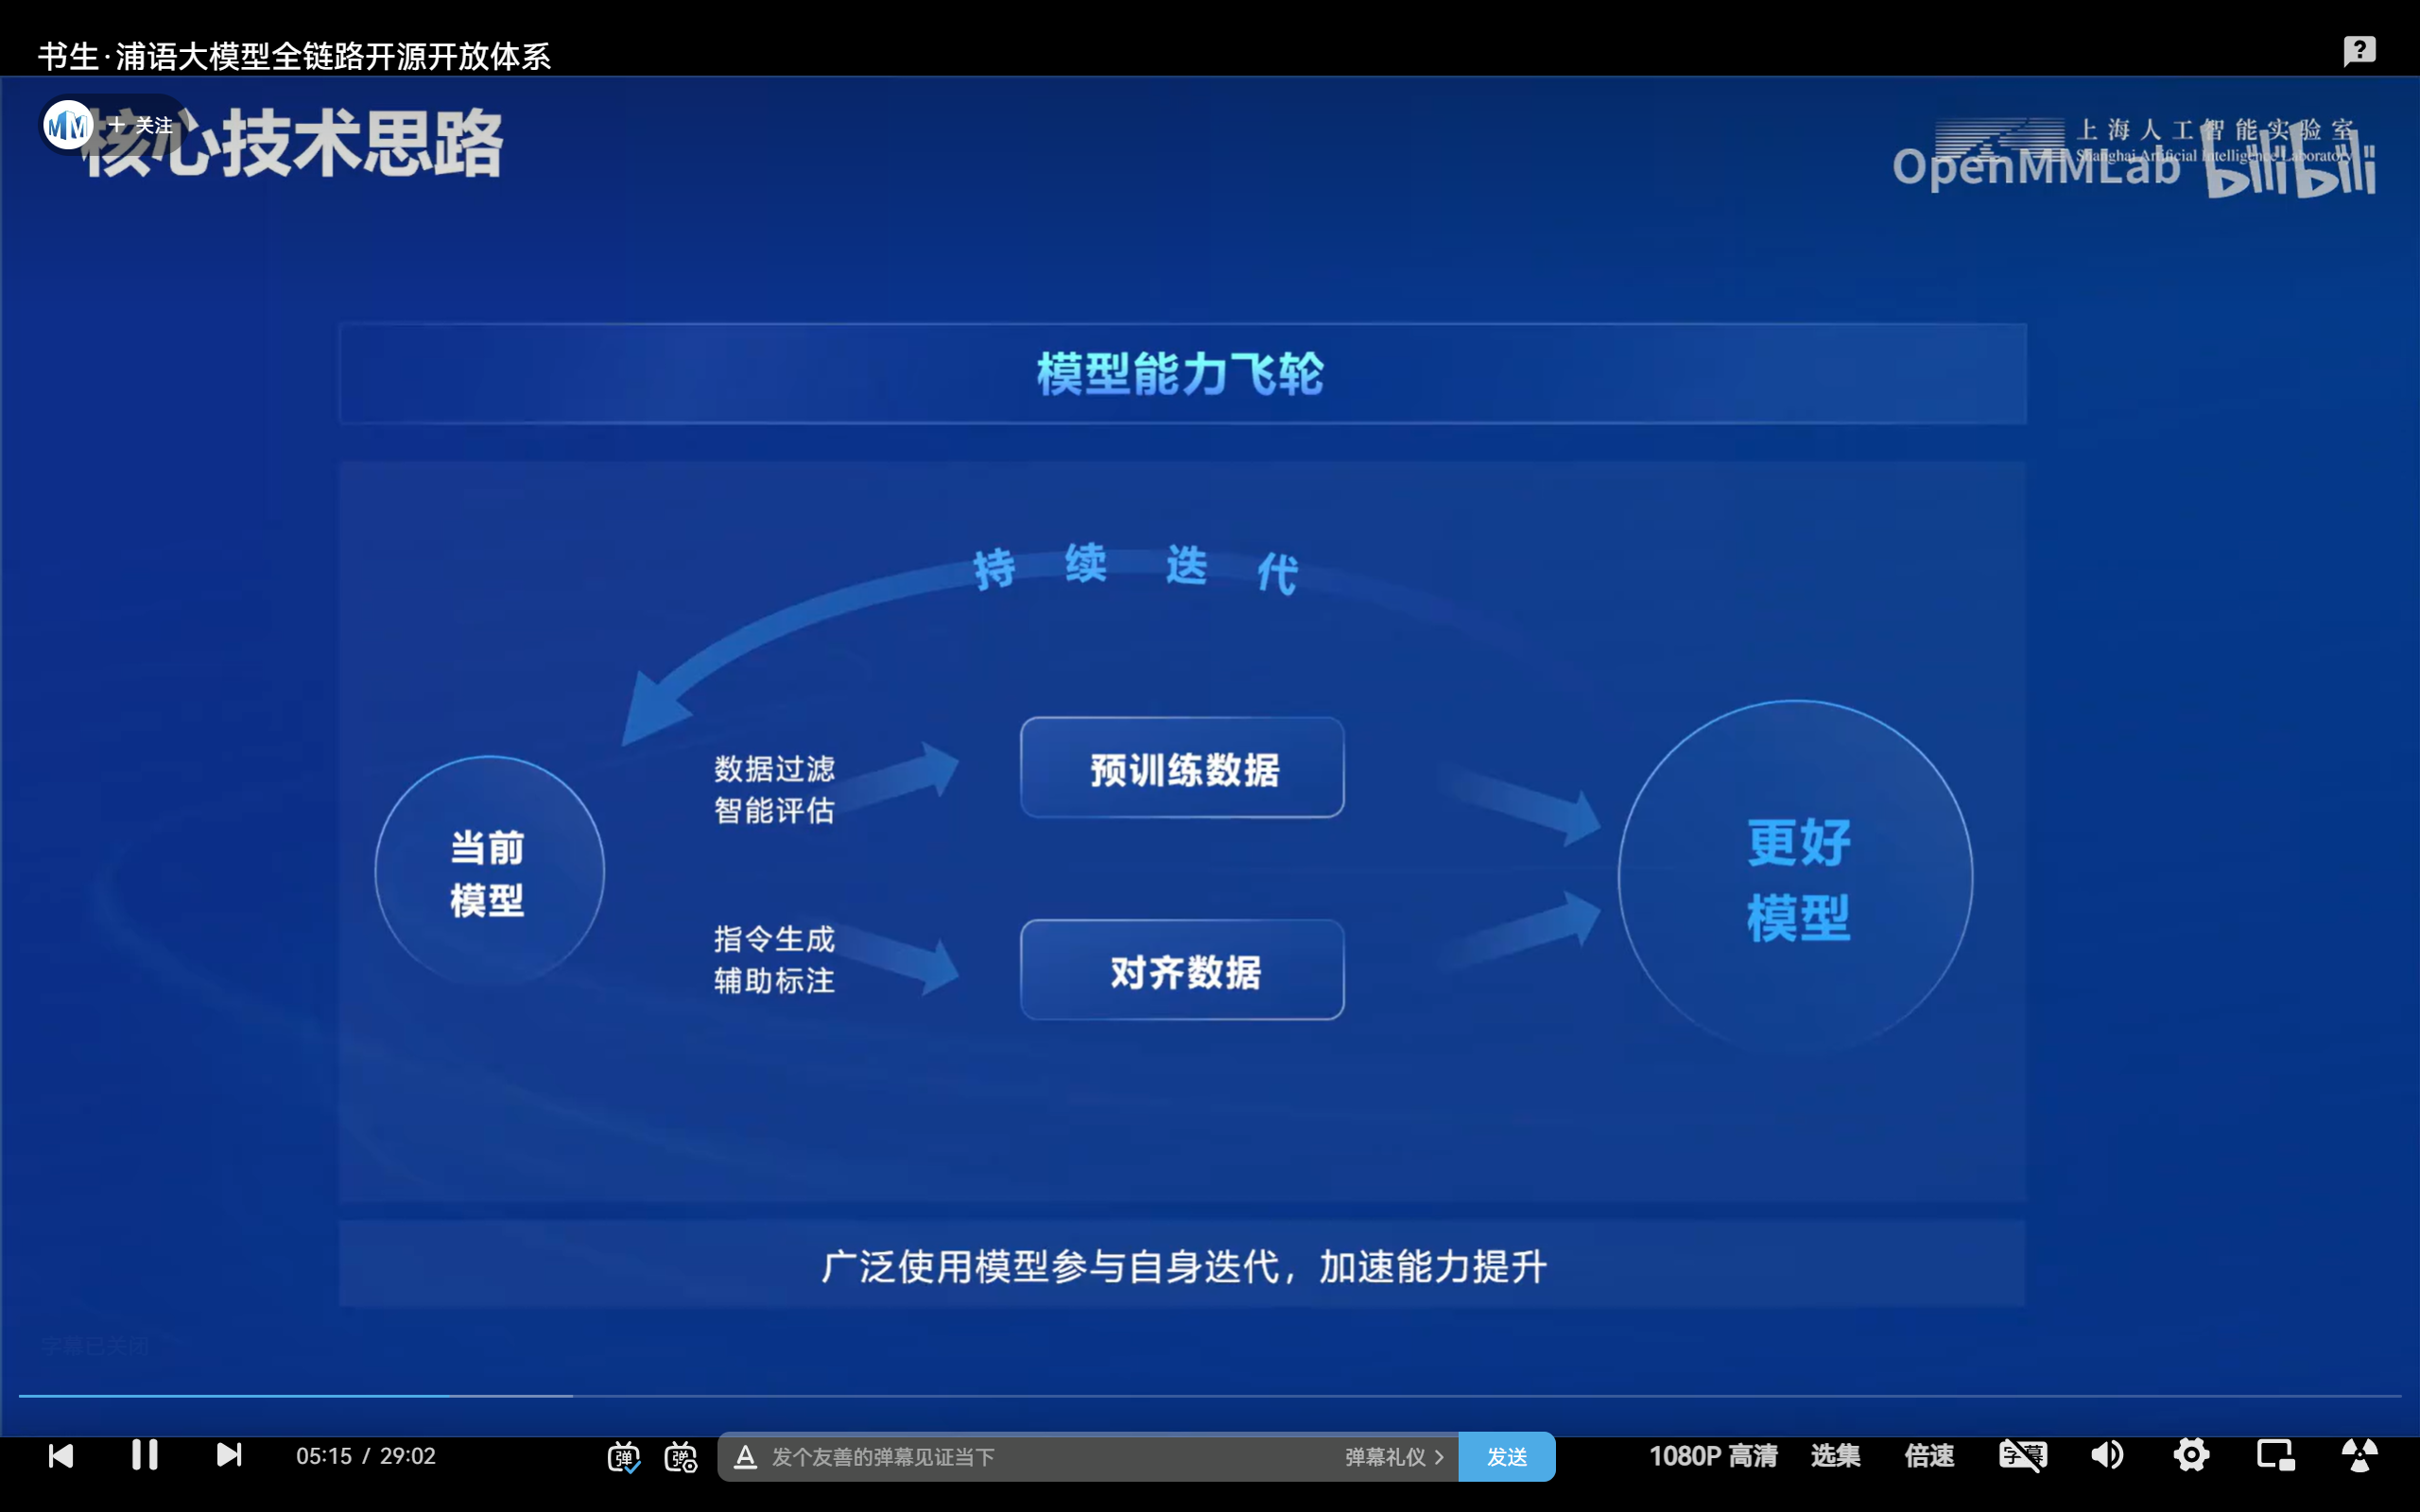 书生·浦语大模型全链路开源开放体系
+ 关注
核心技术思路
上海人工智能实验室
Shanghai Artificial Intelligence Laboratory
OpenMMLab bilibili
模型能力飞轮
持续迭代
数据过滤
智能评估
预训练数据
当前
模型
更好
模型
指令生成
辅助标注
对齐数据
广泛使用模型参与自身迭代，加速能力提升
字幕已关闭
05:15 / 29:02
弹
弹
A 发个友善的弹幕见证当下
弹幕礼仪 >
发送
1080P 高清
选集
倍速
字幕